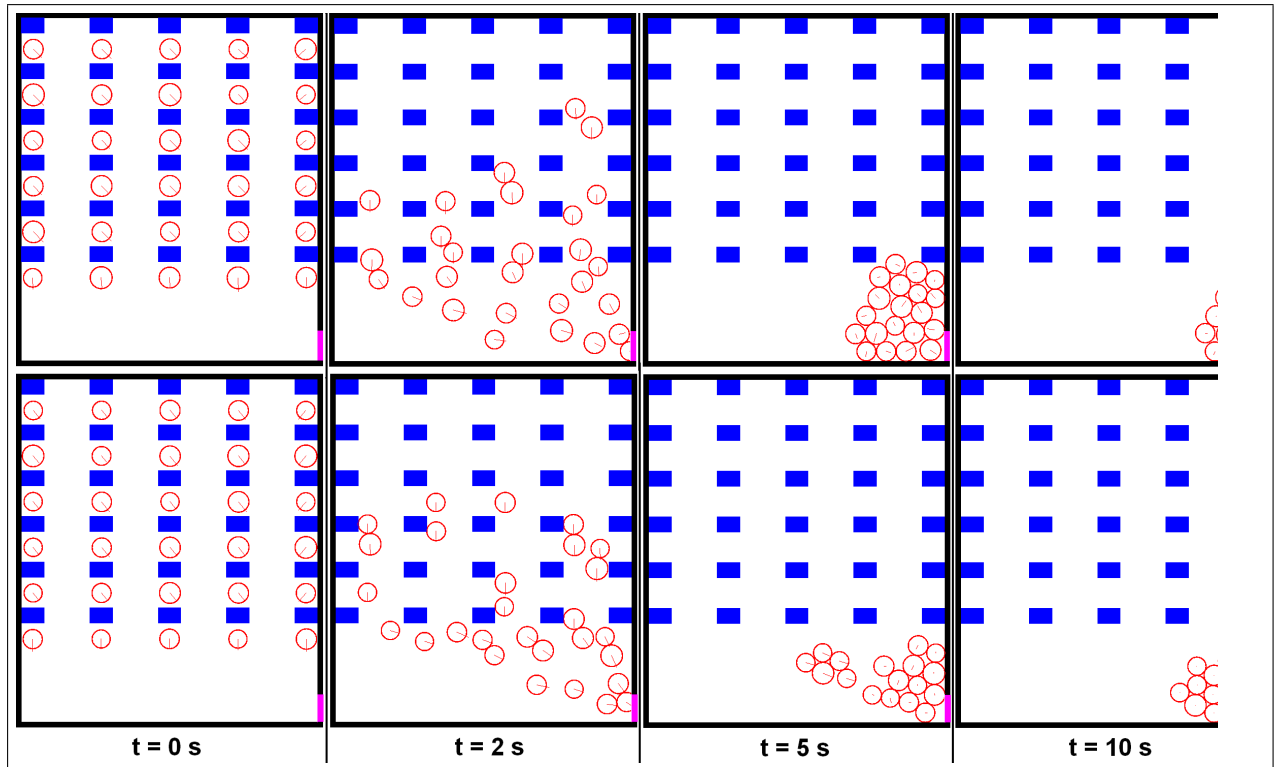 t = 0 s
t = 2 s
t = 5 s
t = 10 s